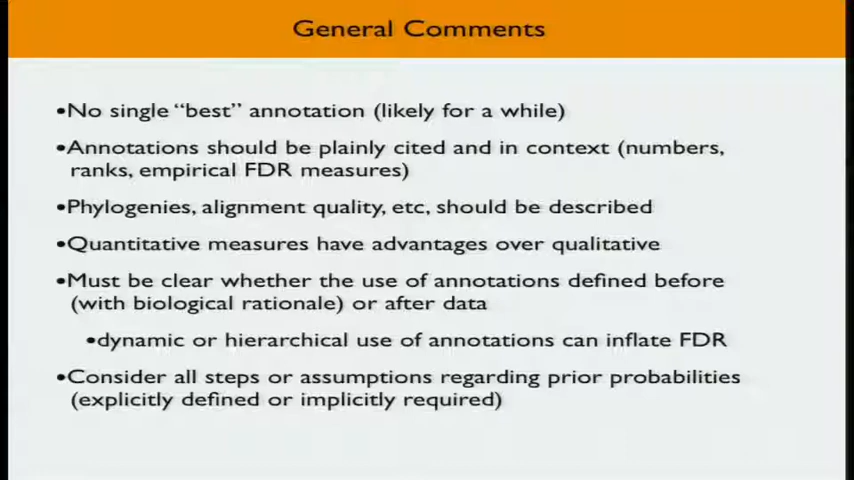 General Comments
•No single “best” annotation (likely for a while)
•Annotations should be plainly cited and in context (numbers,
ranks, empirical FDR measures)
•Phylogenies, alignment quality, etc, should be described
•Quantitative measures have advantages over qualitative
•Must be clear whether the use of annotations defined before
(with biological rationale) or after data
•dynamic or hierarchical use of annotations can inflate FDR
•Consider all steps or assumptions regarding prior probabilities
(explicitly defined or implicitly required)